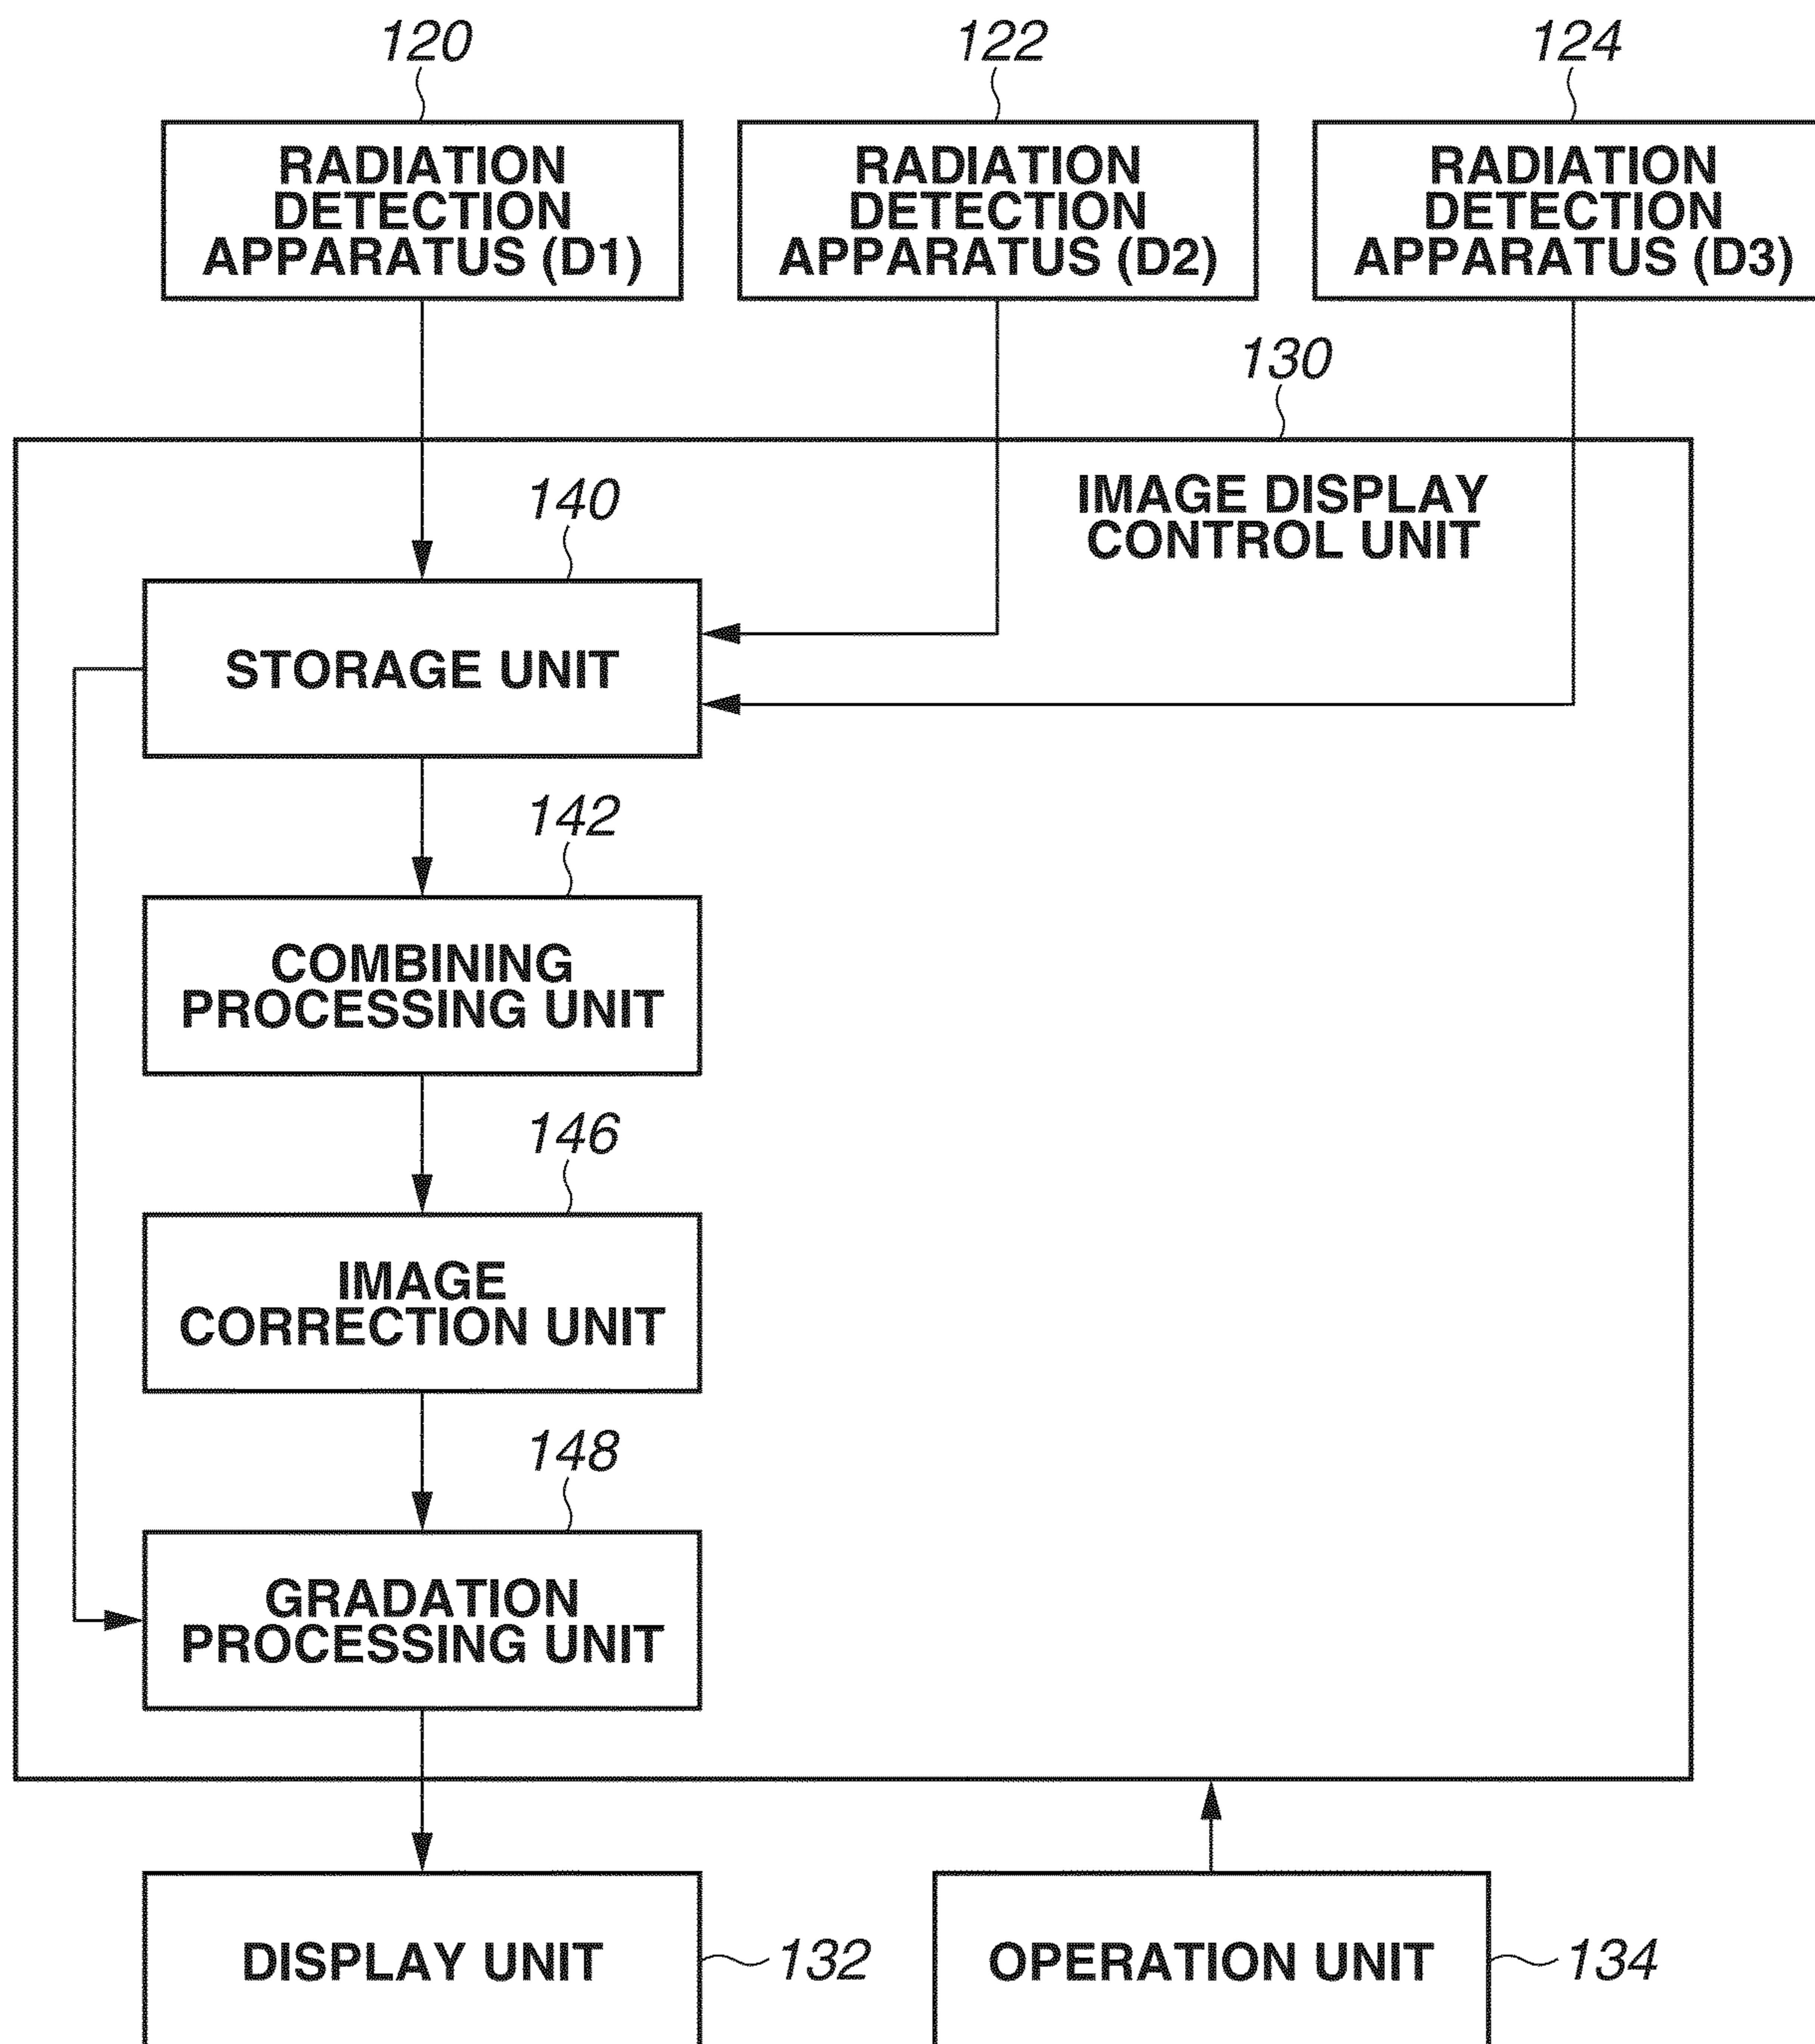 120
122
124
RADIATION
DETECTION
APPARATUS (D1)
RADIATION
DETECTION
APPARATUS (D2)
RADIATION
DETECTION
APPARATUS (D3)
130
IMAGE DISPLAY
CONTROL UNIT
140
STORAGE UNIT
142
COMBINING
PROCESSING UNIT
146
IMAGE
CORRECTION UNIT
148
GRADATION
PROCESSING UNIT
DISPLAY UNIT
132
OPERATION UNIT
134